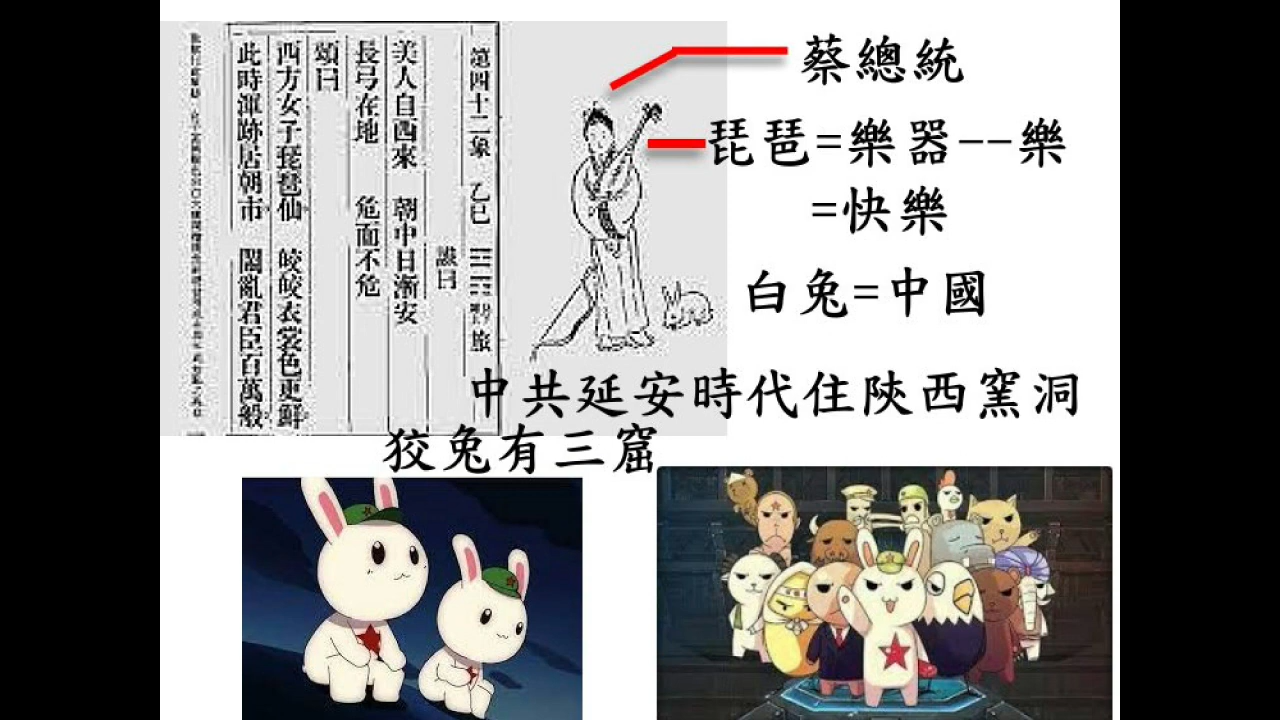 蔡總統
琵琶=樂器--樂
=快樂
白兔=中國
中共延安時代住陝西窯洞
狡兔有三窟
第四十二象 乙巳 ䷷ 旅
讖曰
美人自西來 朝中日漸安
長弓在地 危而不危
頌曰
西方女子琵琶仙 皎皎衣裳色更鮮
此時渾跡居朝市 鬧亂君臣百萬般